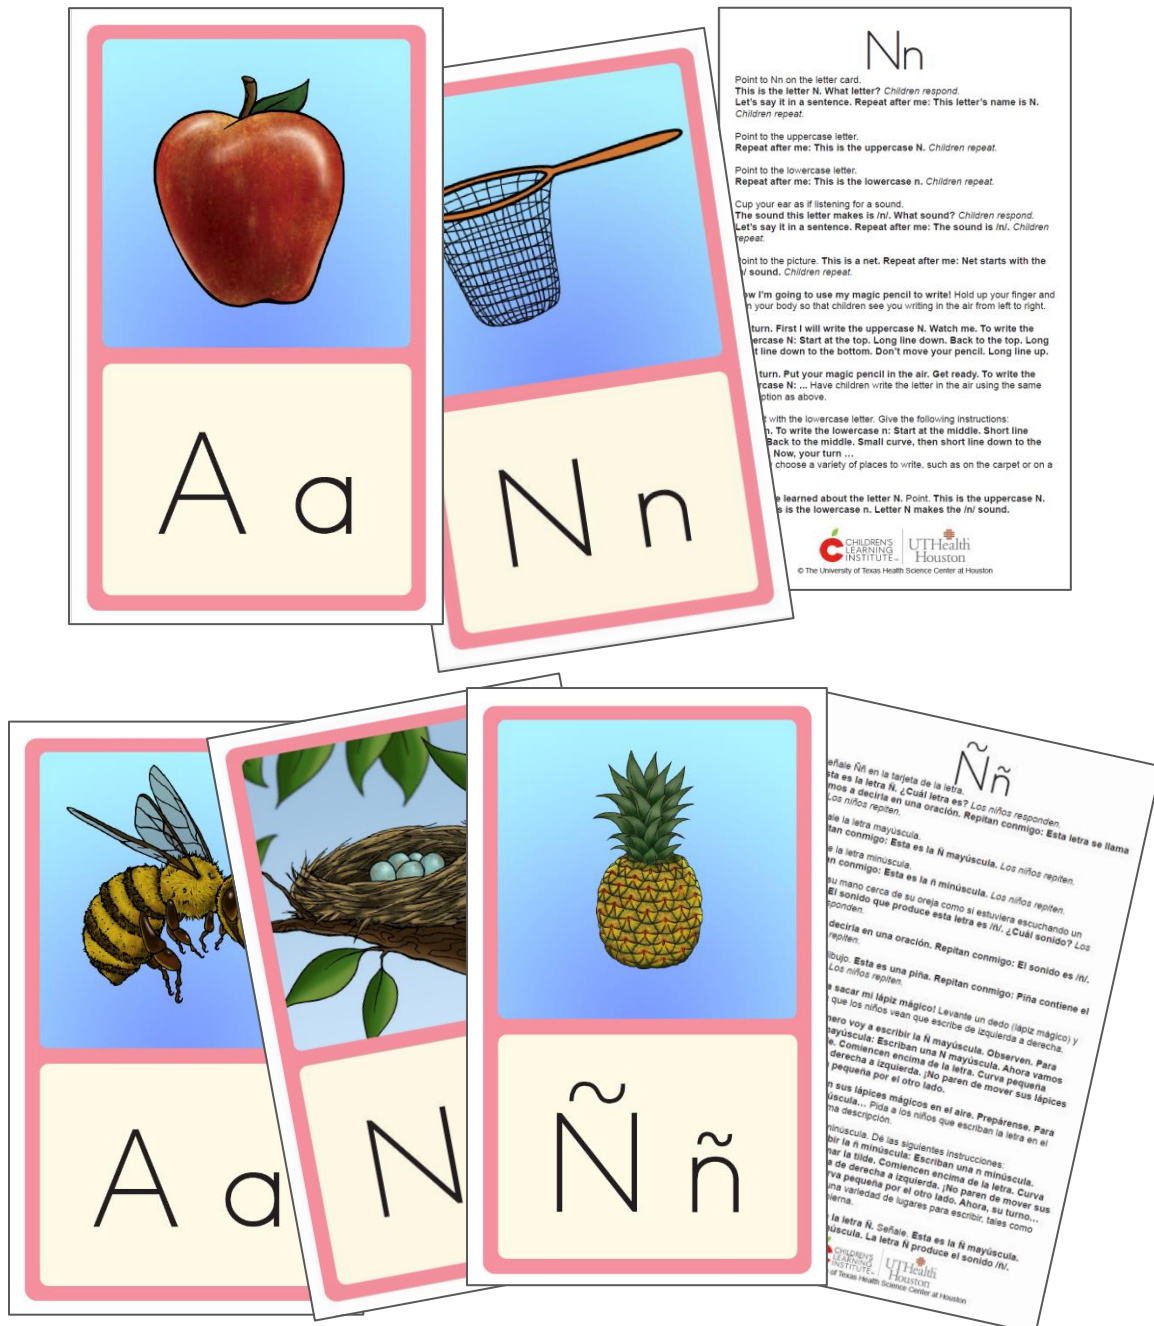 A a
N n
Nn
Point to Nn on the letter card.
This is the letter N. What letter? Children respond.
Let's say it in a sentence. Repeat after me: This letter's name is N.
Children repeat.
Point to the uppercase letter.
Repeat after me: This is the uppercase N. Children repeat.
Point to the lowercase letter.
Repeat after me: This is the lowercase n. Children repeat.
Cup your ear as if listening for a sound.
The sound this letter makes is /n/. What sound? Children respond.
Let's say it in a sentence. Repeat after me: The sound is /n/. Children
repeat.
Point to the picture. This is a net. Repeat after me: Net starts with the
/n/ sound. Children repeat.
I'm going to use my magic pencil to write! Hold up your finger and
your body so that children see you writing in the air from left to right.
turn. First I will write the uppercase N. Watch me. To write the
N: Start at the top. Long line down. Back to the top. Long
line down to the bottom. Don't move your pencil. Long line up.
turn. Put your magic pencil in the air. Get ready. To write the
N: ... Have children write the letter in the air using the same
as above.
with the lowercase letter. Give the following instructions:
To write the lowercase n: Start at the middle. Short line
Back to the middle. Small curve, then short line down to the
Now, your turn ...
choose a variety of places to write, such as on the carpet or on a
learned about the letter N. Point. This is the uppercase N.
is the lowercase n. Letter N makes the /n/ sound.
CHILDREN'S
LEARNING
INSTITUTE
UTHealth
Houston
© The University of Texas Health Science Center at Houston
A a
N
Ñ ñ
Ññ
Ññ en la tarjeta de la letra.
es la letra Ñ. ¿Cuál letra es? Los niños responden.
a decirla en una oración. Repitan conmigo: Esta letra se llama
Los niños repiten.
la letra mayúscula.
conmigo: Esta es la Ñ mayúscula. Los niños repiten.
la letra minúscula.
conmigo: Esta es la ñ minúscula. Los niños repiten.
su mano cerca de su oreja como si estuviera escuchando un
El sonido que produce esta letra es /ñ/. ¿Cuál sonido? Los
decirla en una oración. Repitan conmigo: El sonido es /ñ/.
repiten.
Esta es una piña. Repitan conmigo: Piña contiene el
Los niños repiten.
a sacar mi lápiz mágico! Levante un dedo (lápiz mágico) y
que los niños vean que escribe de izquierda a derecha.
voy a escribir la Ñ mayúscula. Observen. Para
mayúscula: Escriban una N mayúscula. Ahora vamos
Comiencen encima de la letra. Curva pequeña
derecha a izquierda. ¡No paren de mover sus lápices
pequeña por el otro lado.
sus lápices mágicos en el aire. Prepárense. Para
Pida a los niños que escriban la letra en el
descripción.
minúscula. Dé las siguientes instrucciones:
la ñ minúscula: Escriban una n minúscula.
la tilde. Comiencen encima de la letra. Curva
de derecha a izquierda. ¡No paren de mover sus
pequeña por el otro lado. Ahora, su turno...
una variedad de lugares para escribir, tales como
la letra Ñ. Señale. Esta es la Ñ mayúscula.
La letra Ñ produce el sonido /ñ/.
CHILDREN'S
LEARNING
INSTITUTE
UTHealth
Houston
of Texas Health Science Center at Houston